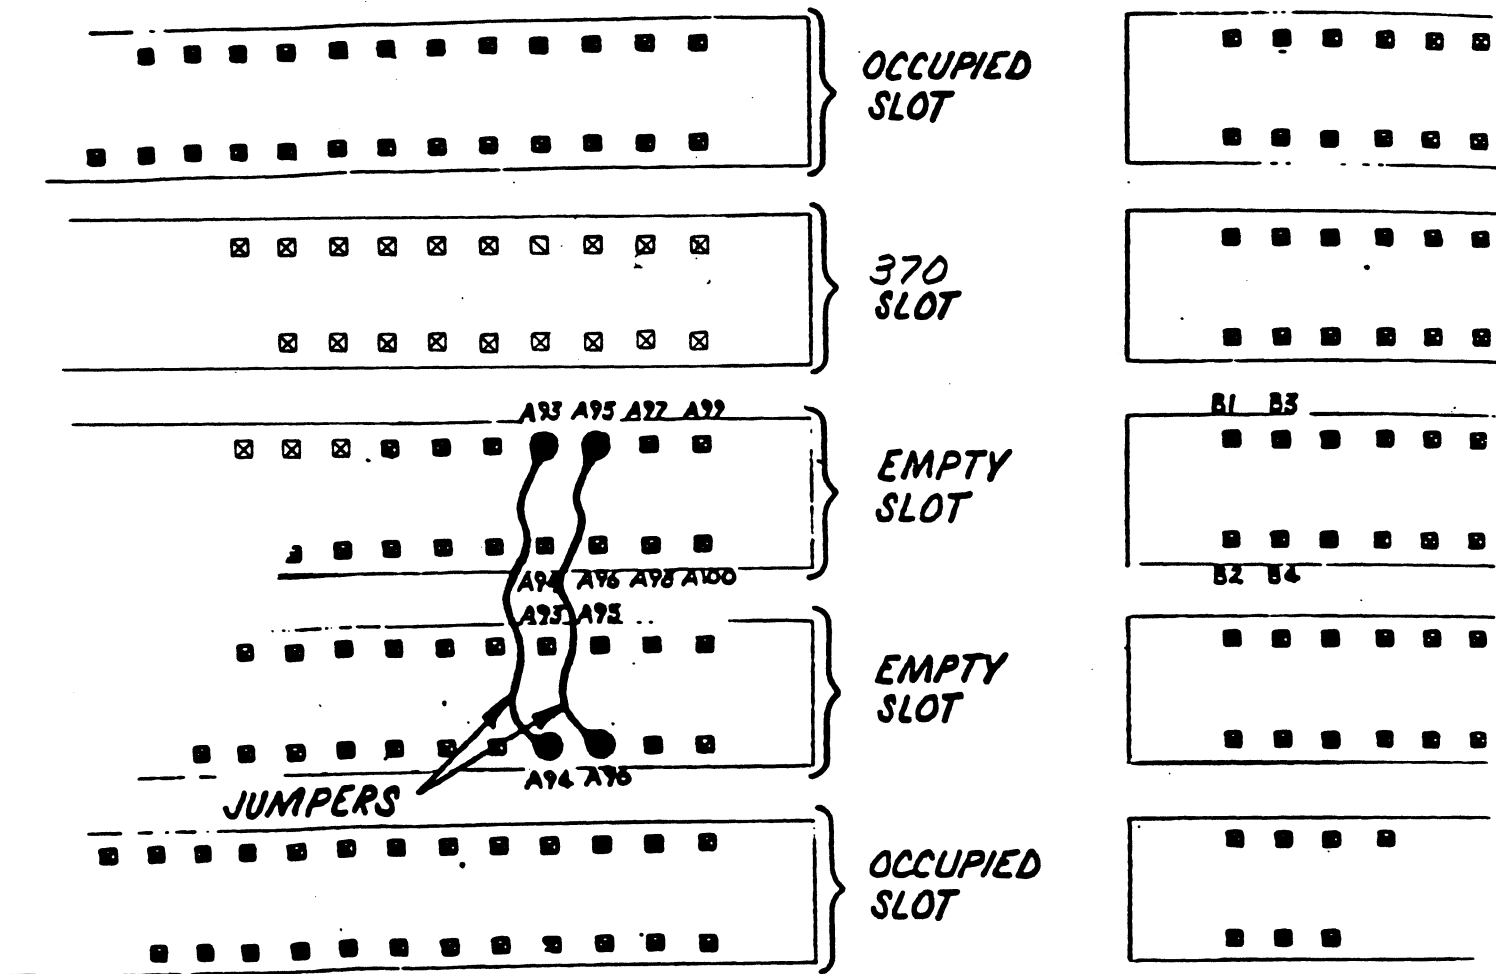 OCCUPIED
SLOT
370
SLOT
A93 A95 A97 A99
B1 B3
EMPTY
SLOT
A94 A96 A98 A100
B2 B4
A93 A95
EMPTY
SLOT
A94 A96
JUMPERS
OCCUPIED
SLOT